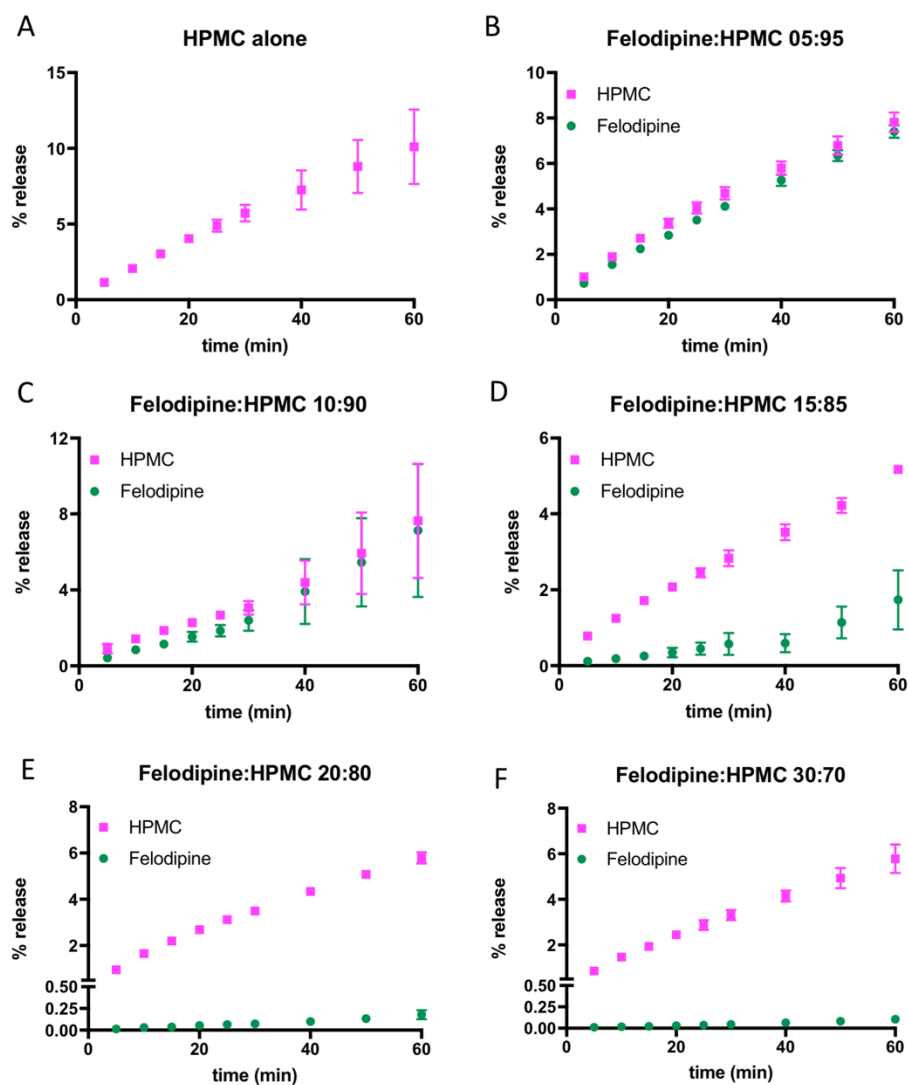 A
HPMC alone
% release
15
10
5
0
0
20
40
60
time (min)
B
Felodipine:HPMC 05:95
HPMC
Felodipine
% release
10
8
6
4
2
0
0
20
40
60
time (min)
C
Felodipine:HPMC 10:90
HPMC
Felodipine
% release
12
8
4
0
0
20
40
60
time (min)
D
Felodipine:HPMC 15:85
HPMC
Felodipine
% release
6
4
2
0
0
20
40
60
time (min)
E
Felodipine:HPMC 20:80
HPMC
Felodipine
% release
8
6
4
2
0.50
0.25
0.00
0
20
40
60
time (min)
F
Felodipine:HPMC 30:70
HPMC
Felodipine
% release
8
6
4
2
0.50
0.25
0.00
0
20
40
60
time (min)